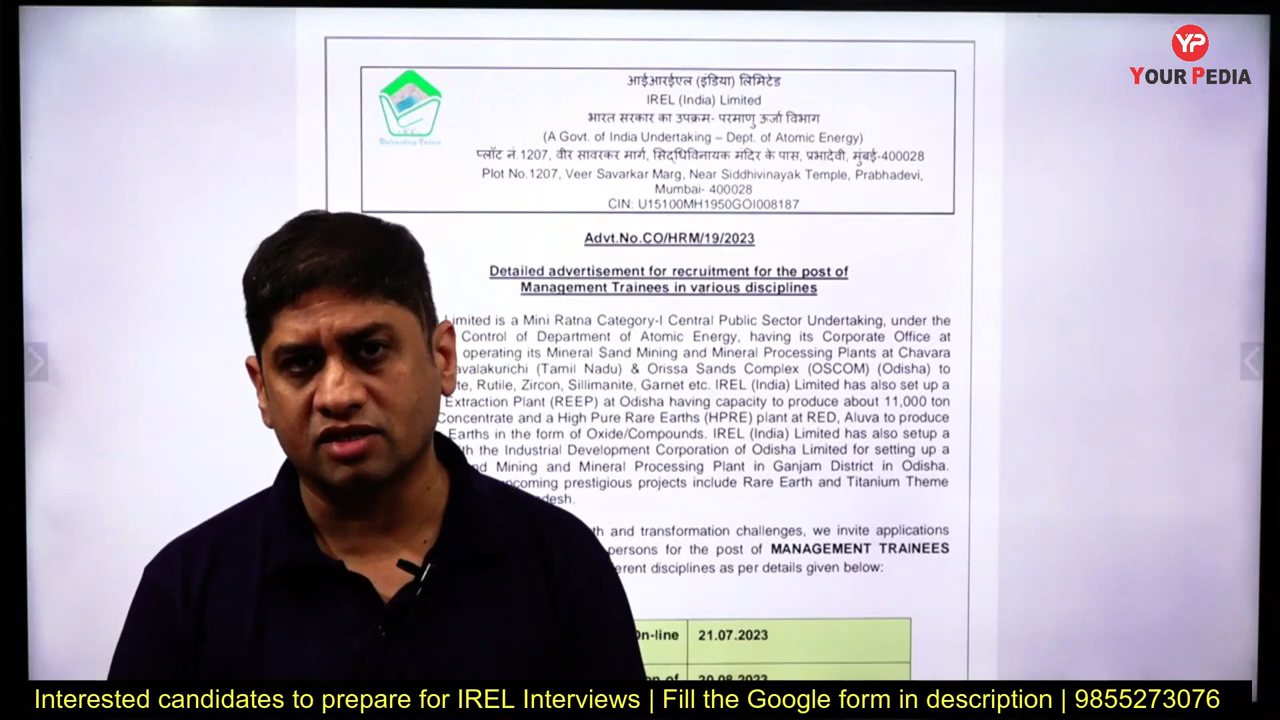 YP
YOUR PEDIA
आईआरईएल (इंडिया) लिमिटेड
IREL (India) Limited
भारत सरकार का उपक्रम- परमाणु ऊर्जा विभाग
(A Govt. of India Undertaking – Dept. of Atomic Energy)
प्लॉट नं.1207, वीर सावरकर मार्ग, सिद्धिविनायक मंदिर के पास, प्रभादेवी, मुंबई-400028
Plot No.1207, Veer Savarkar Marg, Near Siddhivinayak Temple, Prabhadevi,
Mumbai- 400028
CIN: U15100MH1950GOI008187
Advt.No.CO/HRM/19/2023
Detailed advertisement for recruitment for the post of
Management Trainees in various disciplines
Limited is a Mini Ratna Category-I Central Public Sector Undertaking, under the
Control of Department of Atomic Energy, having its Corporate Office at
operating its Mineral Sand Mining and Mineral Processing Plants at Chavara
(Tamil Nadu) & Orissa Sands Complex (OSCOM) (Odisha) to
Rutile, Zircon, Sillimanite, Garnet etc. IREL (India) Limited has also set up a
Extraction Plant (REEP) at Odisha having capacity to produce about 11,000 ton
Concentrate and a High Pure Rare Earths (HPRE) plant at RED, Aluva to produce
Earths in the form of Oxide/Compounds. IREL (India) Limited has also setup a
the Industrial Development Corporation of Odisha Limited for setting up a
Mining and Mineral Processing Plant in Ganjam District in Odisha.
prestigious projects include Rare Earth and Titanium Theme
and transformation challenges, we invite applications
persons for the post of MANAGEMENT TRAINEES
disciplines as per details given below:
On-line 21.07.2023
of 20.08.2023
Interested candidates to prepare for IREL Interviews | Fill the Google form in description | 9855273076